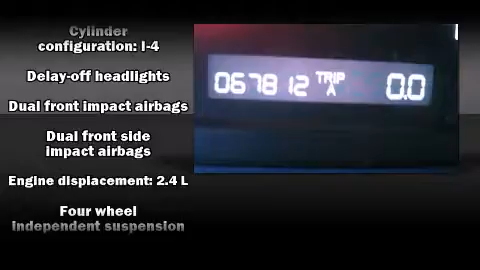 Cylinder
configuration: I-4
Delay-off headlights
Dual front impact airbags
Dual front side
impact airbags
Engine displacement: 2.4 L
Four wheel
Independent suspension
067812 TRIP A 0.0